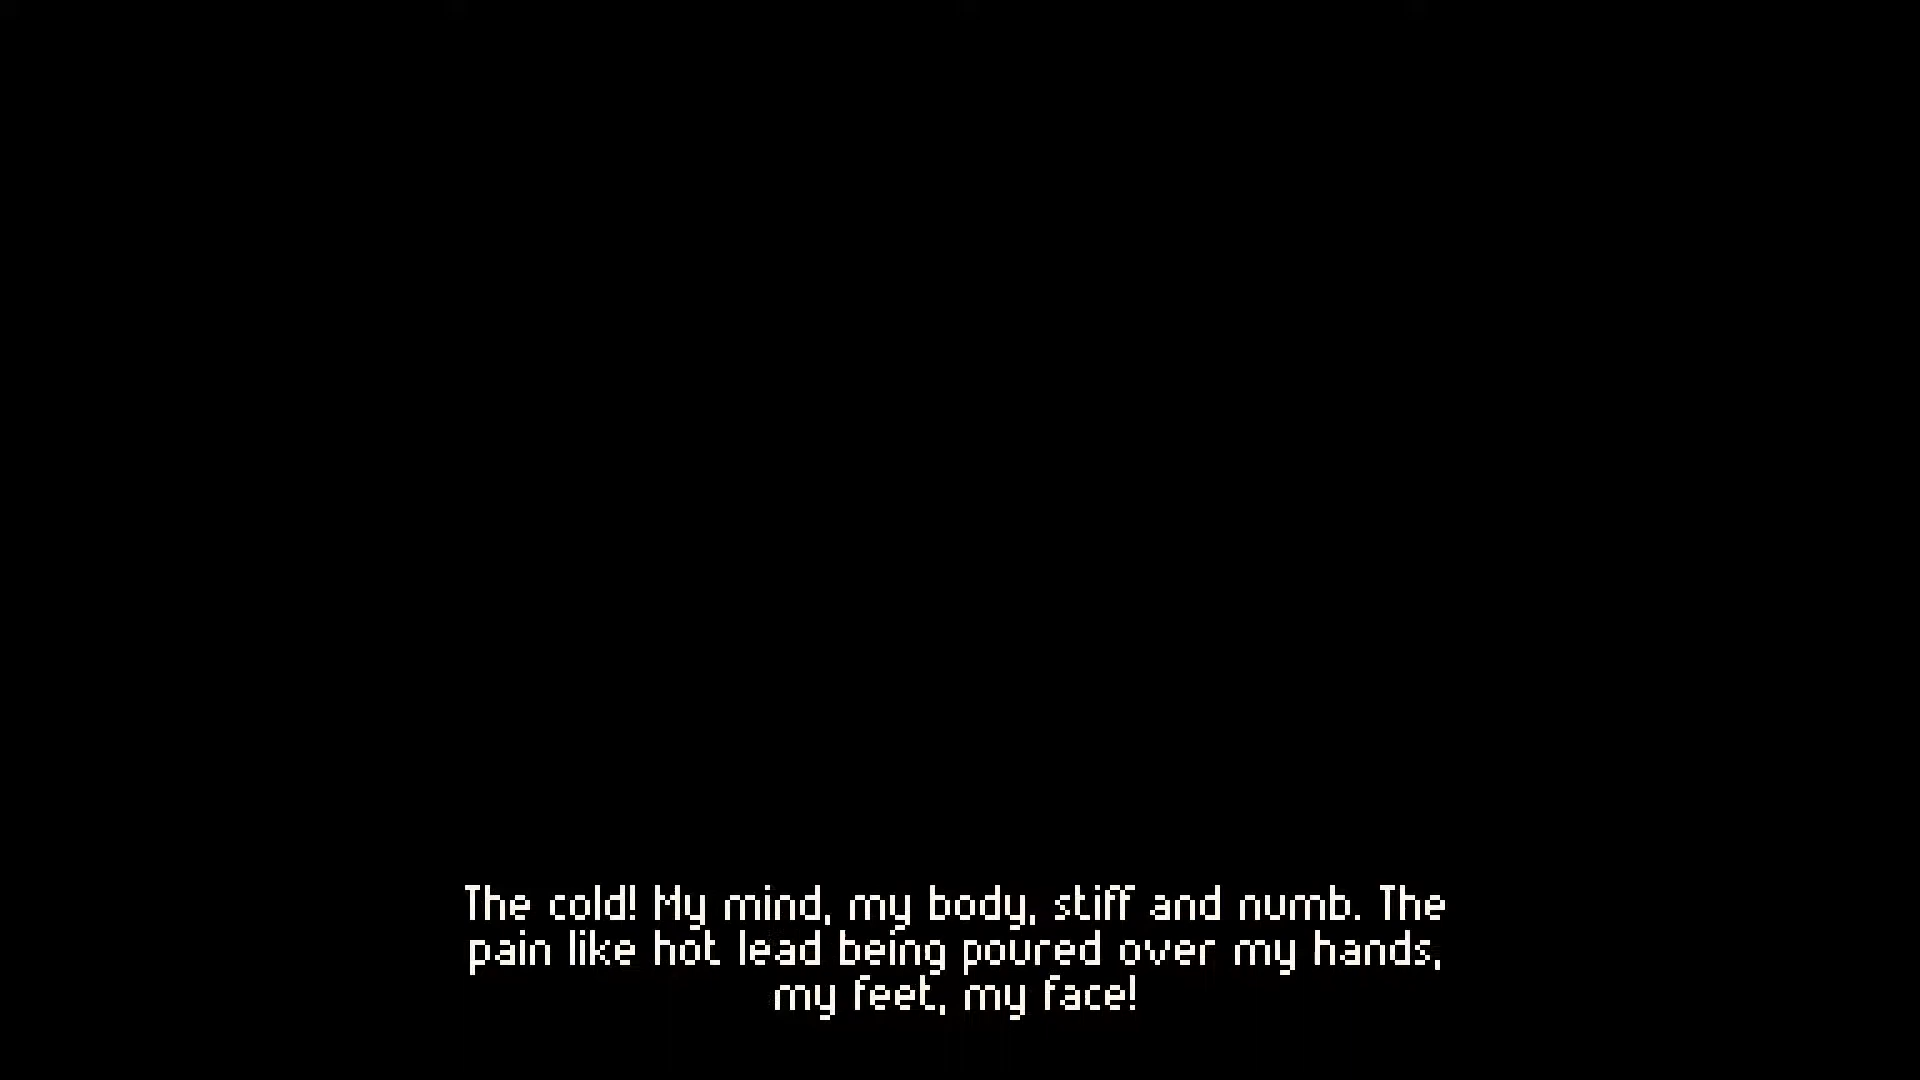 The cold! My mind, my body, stiff and numb. The
pain like hot lead being poured over my hands,
my feet, my face!